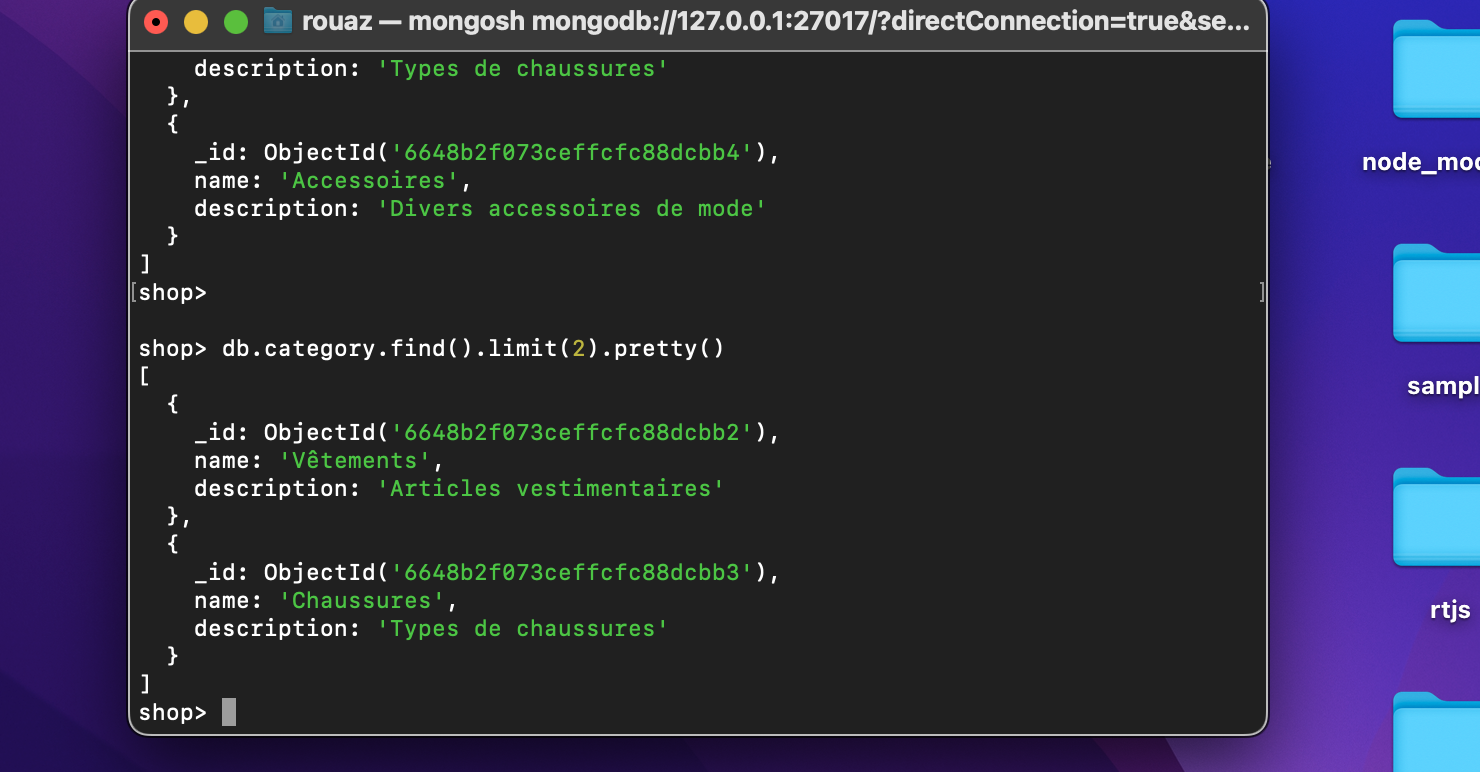 rouaz — mongosh mongodb://127.0.0.1:27017/?directConnection=true&se...
    description: 'Types de chaussures'
  },
  {
    _id: ObjectId('6648b2f073ceffcfc88dcbb4'),
    name: 'Accessoires',
    description: 'Divers accessoires de mode'
  }
]
[shop> ]
shop> db.category.find().limit(2).pretty()
[
  {
    _id: ObjectId('6648b2f073ceffcfc88dcbb2'),
    name: 'Vêtements',
    description: 'Articles vestimentaires'
  },
  {
    _id: ObjectId('6648b2f073ceffcfc88dcbb3'),
    name: 'Chaussures',
    description: 'Types de chaussures'
  }
]
shop>
node_mod
sampl
rtjs